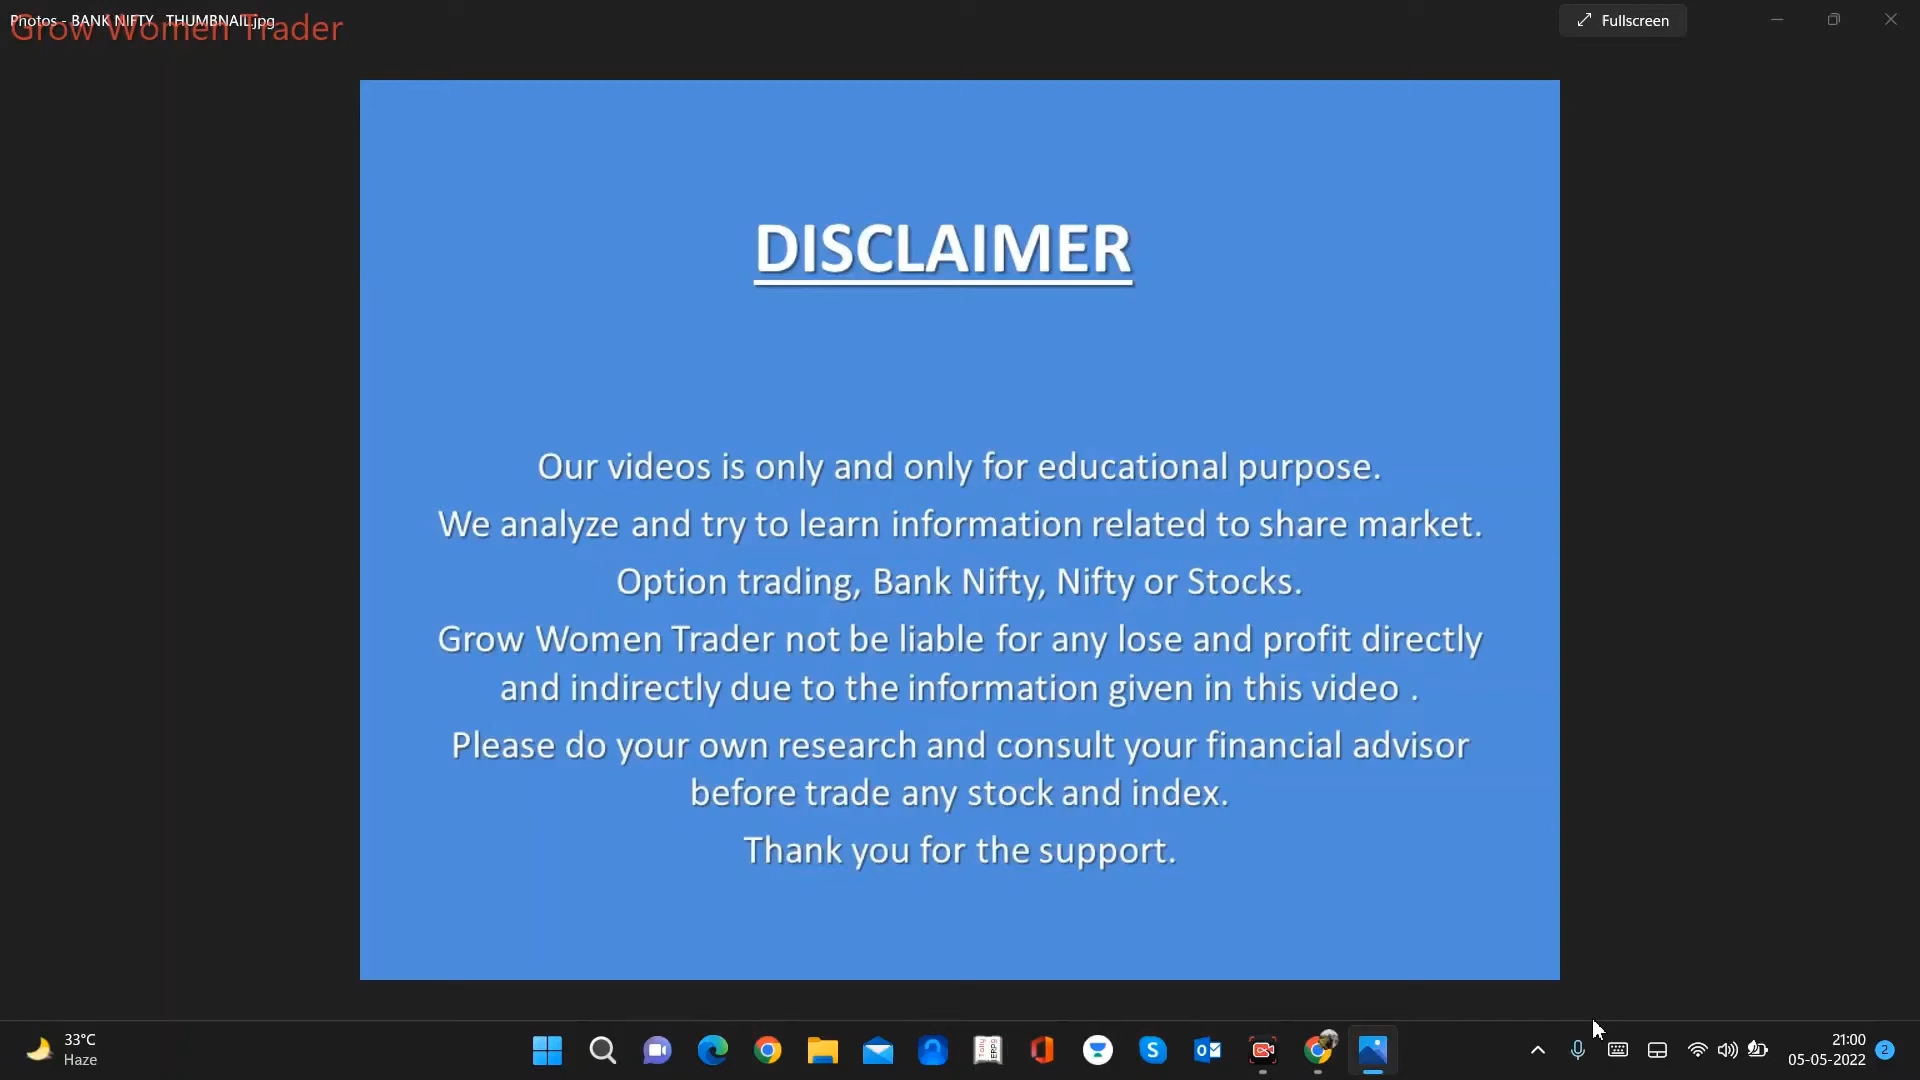 Photos - BANK NIFTY THUMBNAIL.jpg
Grow Women Trader
Fullscreen
DISCLAIMER
Our videos is only and only for educational purpose.
We analyze and try to learn information related to share market.
Option trading, Bank Nifty, Nifty or Stocks.
Grow Women Trader not be liable for any lose and profit directly
and indirectly due to the information given in this video .
Please do your own research and consult your financial advisor
before trade any stock and index.
Thank you for the support.
33°C
Haze
21:00
05-05-2022
2